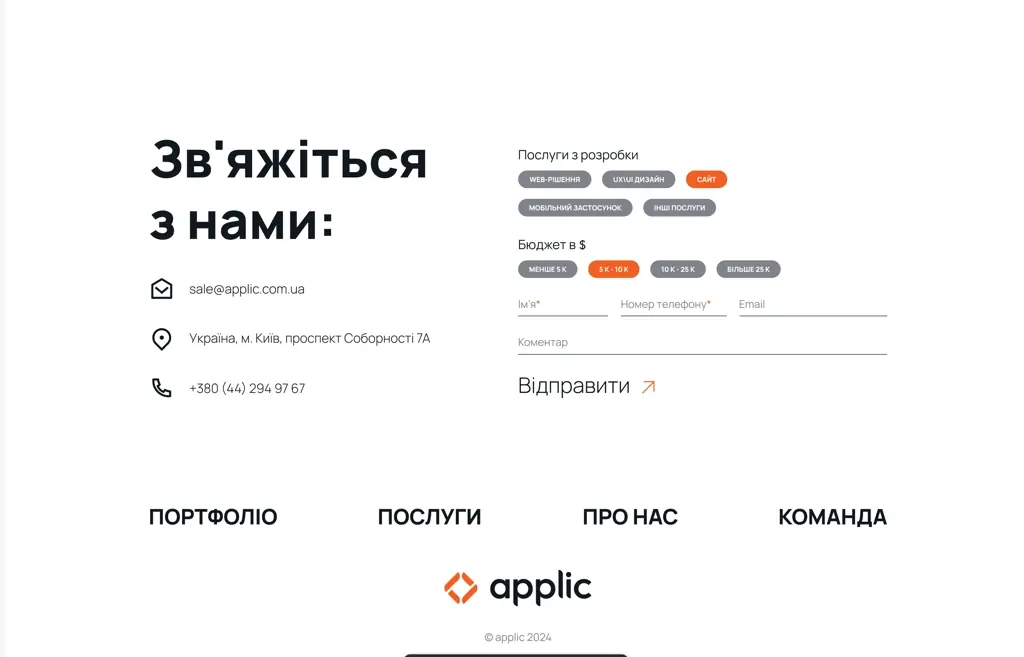 Зв'яжіться
з нами:
sale@applic.com.ua
Україна, м. Київ, проспект Соборності 7А
+380 (44) 294 97 67
Послуги з розробки
WEB-РІШЕННЯ UX\UI ДИЗАЙН САЙТ
МОБІЛЬНИЙ ЗАСТОСУНОК ІНШІ ПОСЛУГИ
Бюджет в $
МЕНШЕ 5 К 5 К - 10 К 10 К - 25 К БІЛЬШЕ 25 К
Ім'я* Номер телефону* Email
Коментар
Відправити
ПОРТФОЛІО ПОСЛУГИ ПРО НАС КОМАНДА
applic
© applic 2024